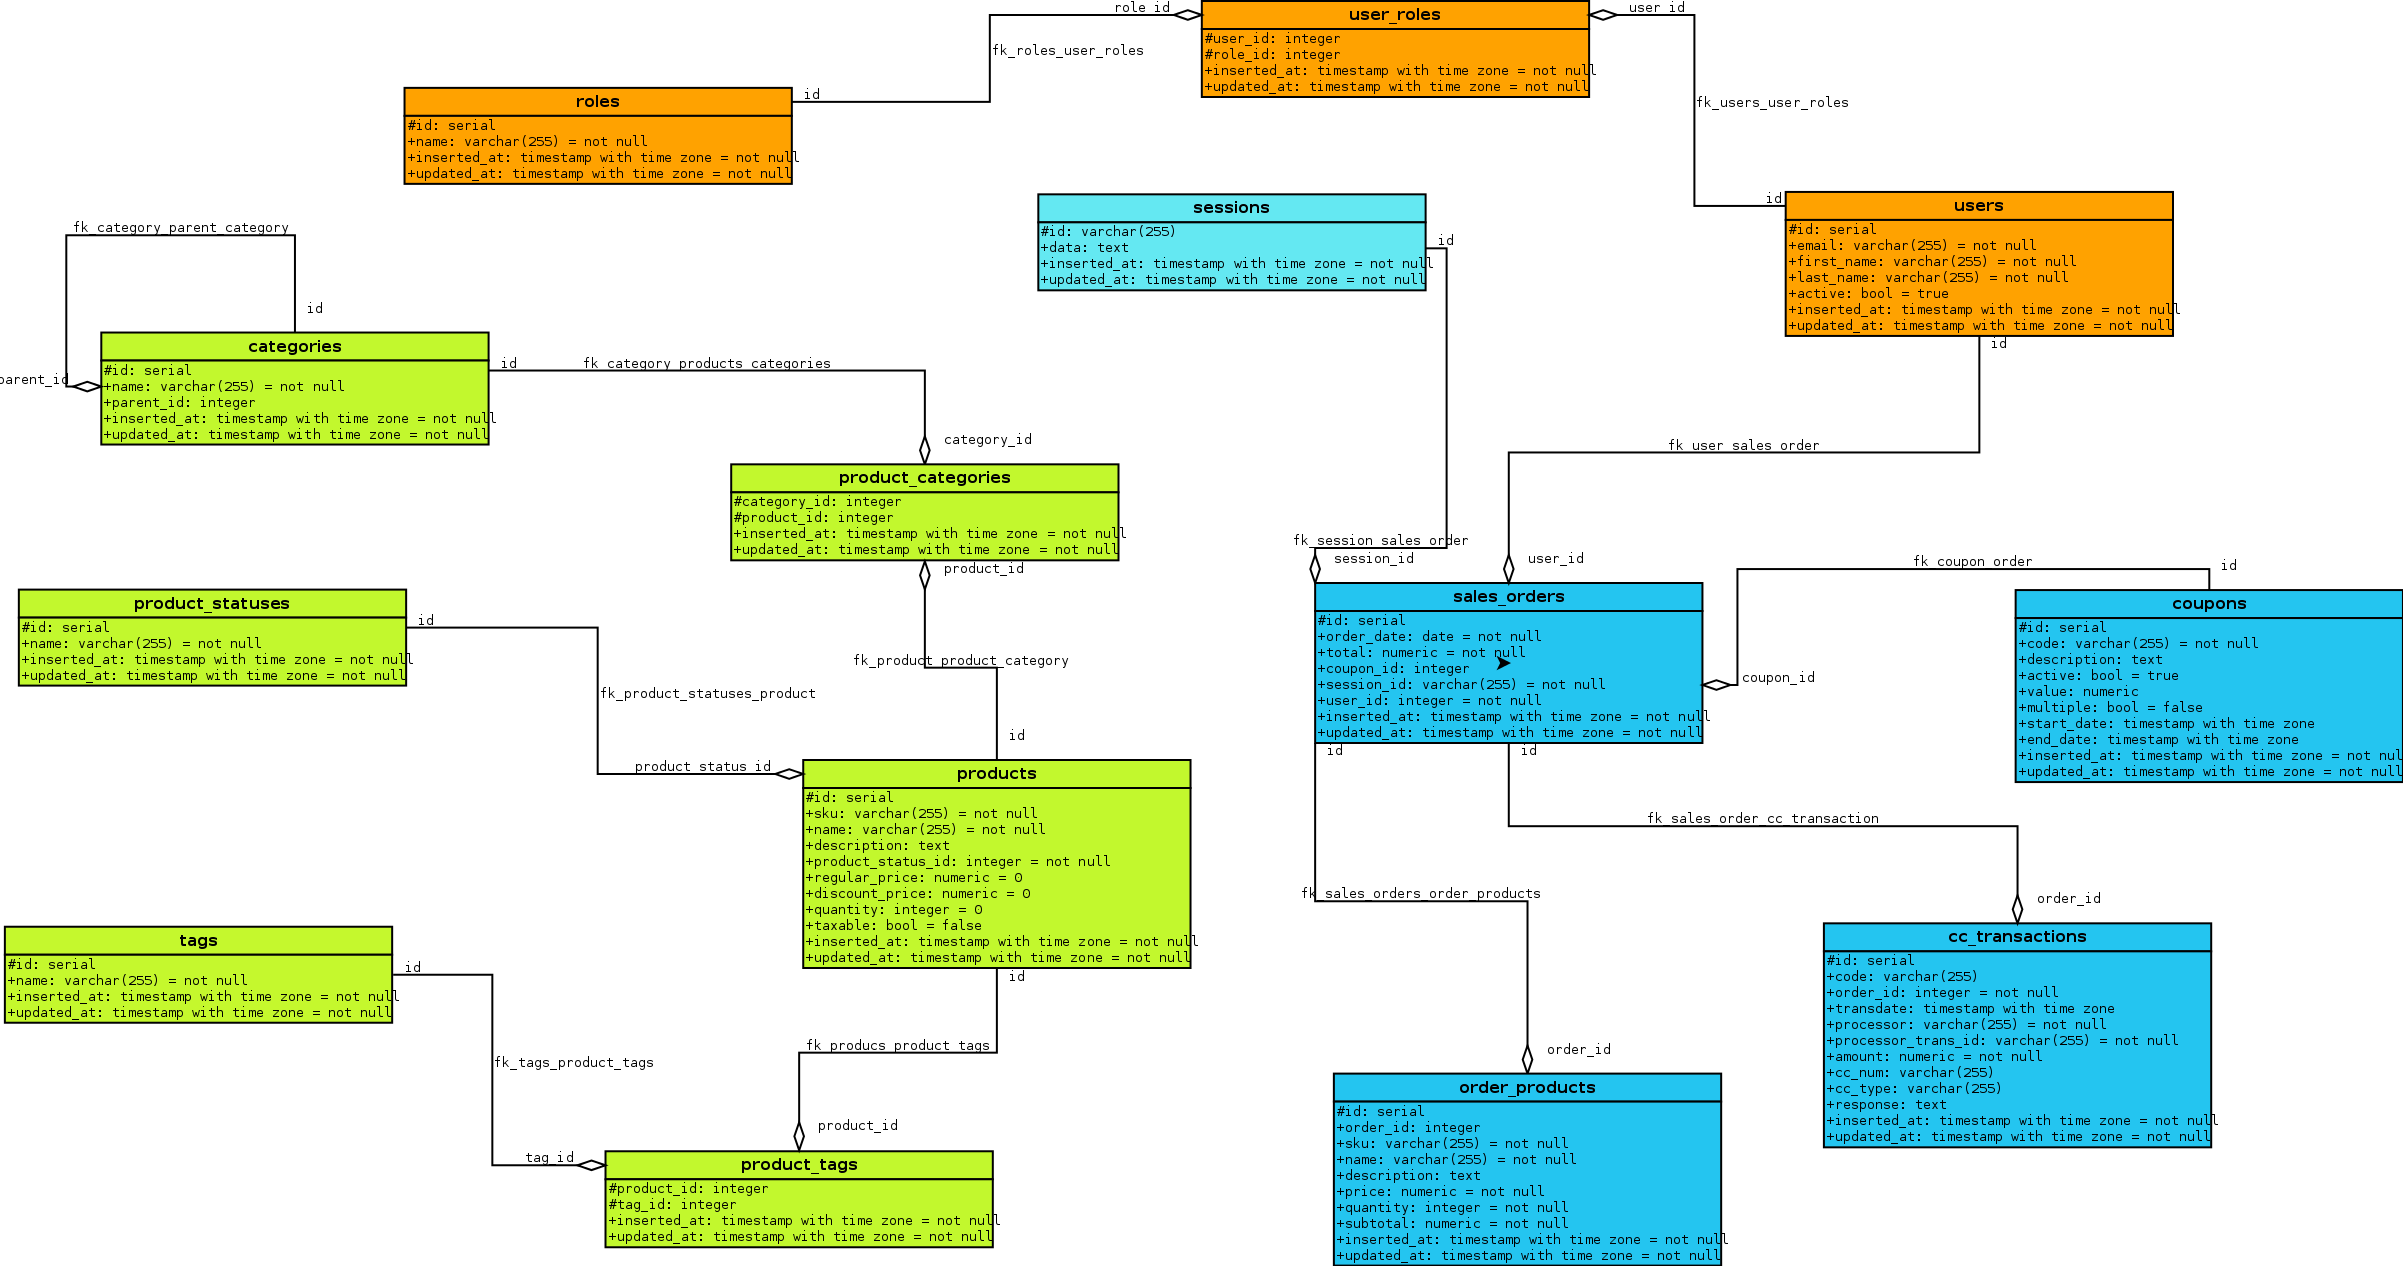 role_id
user_roles
user_id
#user_id: integer
#role_id: integer
+inserted_at: timestamp with time zone = not null
+updated_at: timestamp with time zone = not null
fk_roles_user_roles
fk_users_user_roles
id
roles
#id: serial
+name: varchar(255) = not null
+inserted_at: timestamp with time zone = not null
+updated_at: timestamp with time zone = not null
sessions
#id: varchar(255)
+data: text
+inserted_at: timestamp with time zone = not null
+updated_at: timestamp with time zone = not null
id
id
users
#id: serial
+email: varchar(255) = not null
+first_name: varchar(255) = not null
+last_name: varchar(255) = not null
+active: bool = true
+inserted_at: timestamp with time zone = not null
+updated_at: timestamp with time zone = not null
id
fk_category_parent_category
id
parent_id
categories
#id: serial
+name: varchar(255) = not null
+parent_id: integer
+inserted_at: timestamp with time zone = not null
+updated_at: timestamp with time zone = not null
id
fk_category_products_categories
category_id
product_categories
#category_id: integer
#product_id: integer
+inserted_at: timestamp with time zone = not null
+updated_at: timestamp with time zone = not null
product_id
fk_user_sales_order
fk_session_sales_order
session_id
user_id
fk_coupon_order
id
product_statuses
#id: serial
+name: varchar(255) = not null
+inserted_at: timestamp with time zone = not null
+updated_at: timestamp with time zone = not null
id
fk_product_statuses_product
fk_product_product_category
id
product_status_id
sales_orders
#id: serial
+order_date: date = not null
+total: numeric = not null
+coupon_id: integer
+session_id: varchar(255) = not null
+user_id: integer = not null
+inserted_at: timestamp with time zone = not null
+updated_at: timestamp with time zone = not null
id
id
coupon_id
coupons
#id: serial
+code: varchar(255) = not null
+description: text
+active: bool = true
+value: numeric
+multiple: bool = false
+start_date: timestamp with time zone
+end_date: timestamp with time zone
+inserted_at: timestamp with time zone = not nul
+updated_at: timestamp with time zone = not null
products
#id: serial
+sku: varchar(255) = not null
+name: varchar(255) = not null
+description: text
+product_status_id: integer = not null
+regular_price: numeric = 0
+discount_price: numeric = 0
+quantity: integer = 0
+taxable: bool = false
+inserted_at: timestamp with time zone = not null
+updated_at: timestamp with time zone = not null
id
fk_sales_order_cc_transaction
fk_sales_orders_order_products
order_id
cc_transactions
#id: serial
+code: varchar(255)
+order_id: integer = not null
+transdate: timestamp with time zone
+processor: varchar(255) = not null
+processor_trans_id: varchar(255) = not null
+amount: numeric = not null
+cc_num: varchar(255)
+cc_type: varchar(255)
+response: text
+inserted_at: timestamp with time zone = not null
+updated_at: timestamp with time zone = not null
tags
#id: serial
+name: varchar(255) = not null
+inserted_at: timestamp with time zone = not null
+updated_at: timestamp with time zone = not null
id
fk_tags_product_tags
fk_producs_product_tags
product_id
tag_id
product_tags
#product_id: integer
#tag_id: integer
+inserted_at: timestamp with time zone = not null
+updated_at: timestamp with time zone = not null
order_id
order_products
#id: serial
+order_id: integer
+sku: varchar(255) = not null
+name: varchar(255) = not null
+description: text
+price: numeric = not null
+quantity: integer = not null
+subtotal: numeric = not null
+inserted_at: timestamp with time zone = not null
+updated_at: timestamp with time zone = not null